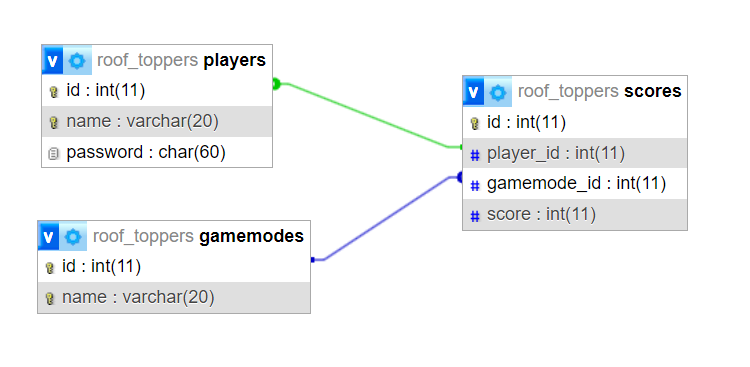 v roof_toppers players
id : int(11)
name : varchar(20)
password : char(60)
v roof_toppers scores
id : int(11)
# player_id : int(11)
# gamemode_id : int(11)
# score : int(11)
v roof_toppers gamemodes
id : int(11)
name : varchar(20)